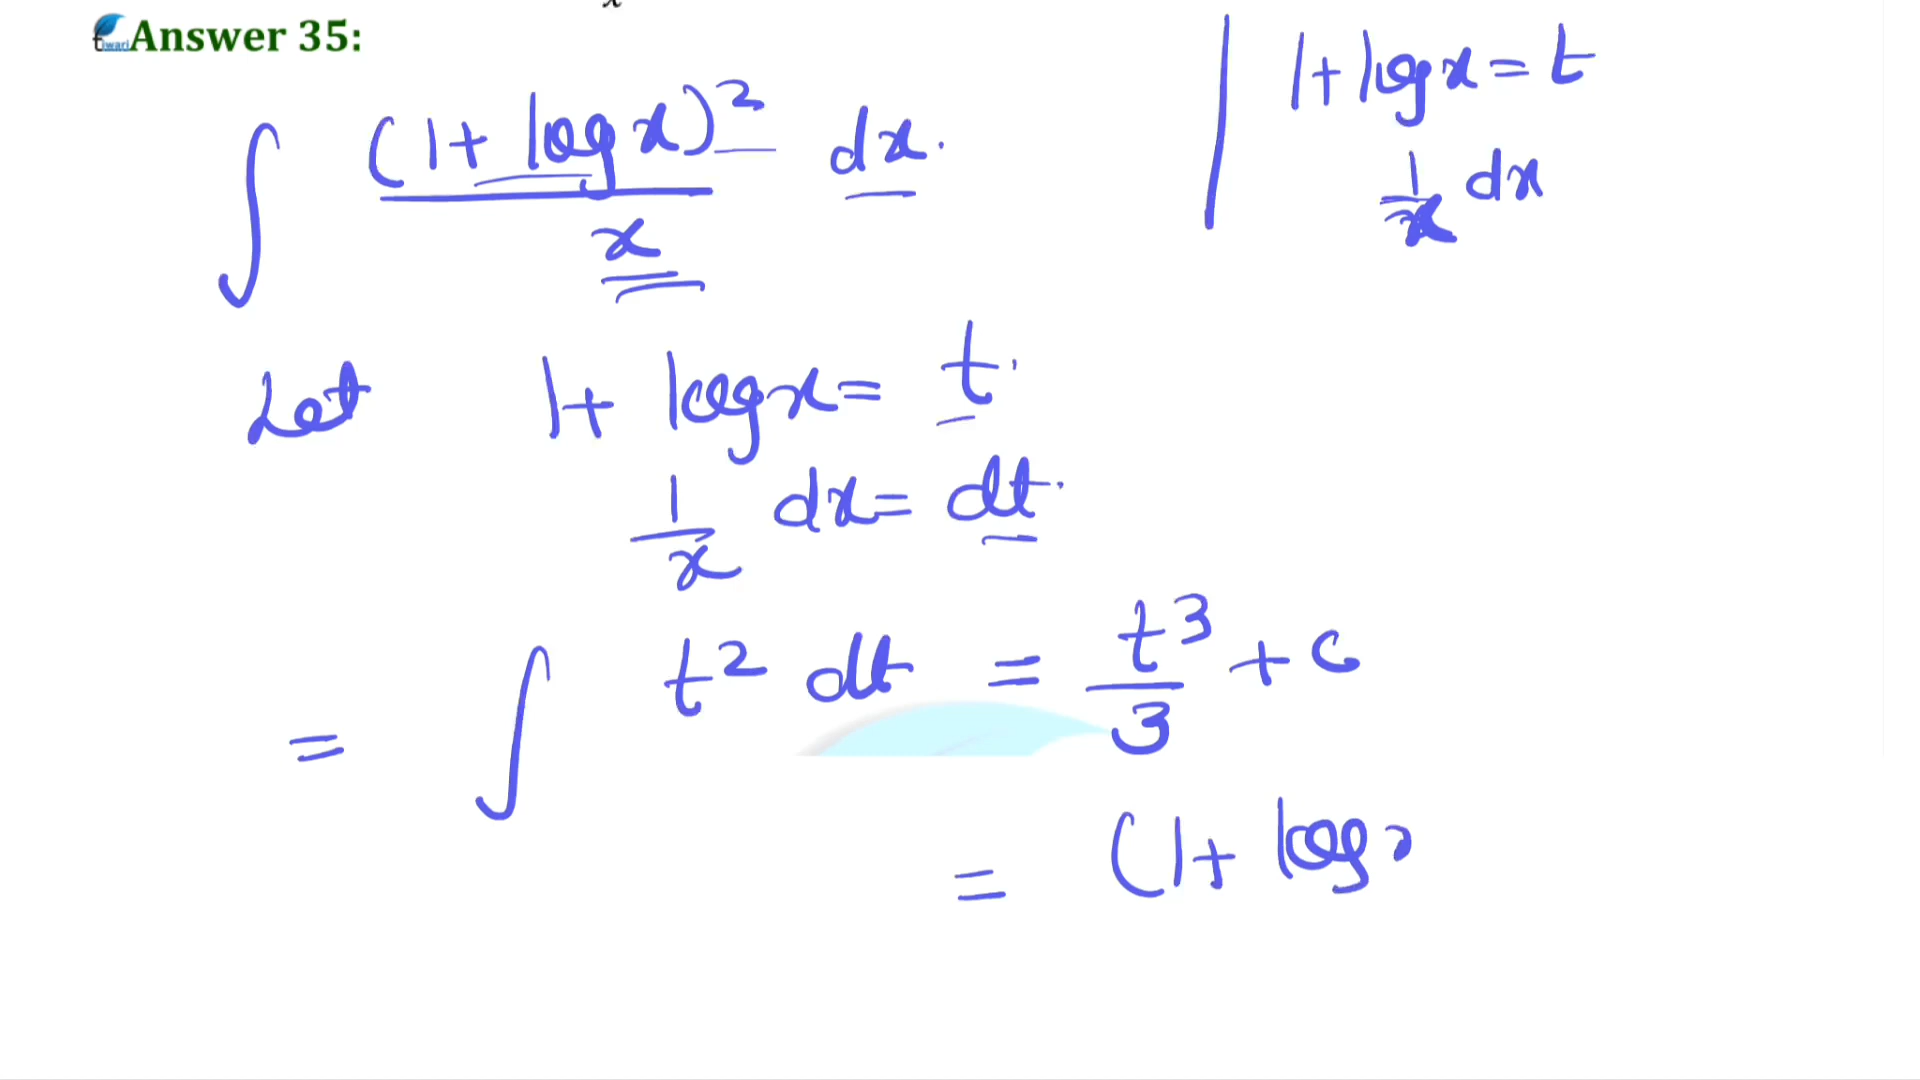 tiwari Answer 35:
∫ (1 + log x)² / x dx.
1 + log x = t
1/x dx
Let 1 + log x = t.
1/x dx = dt.
= ∫ t² dt = t³/3 + C
= (1 + log